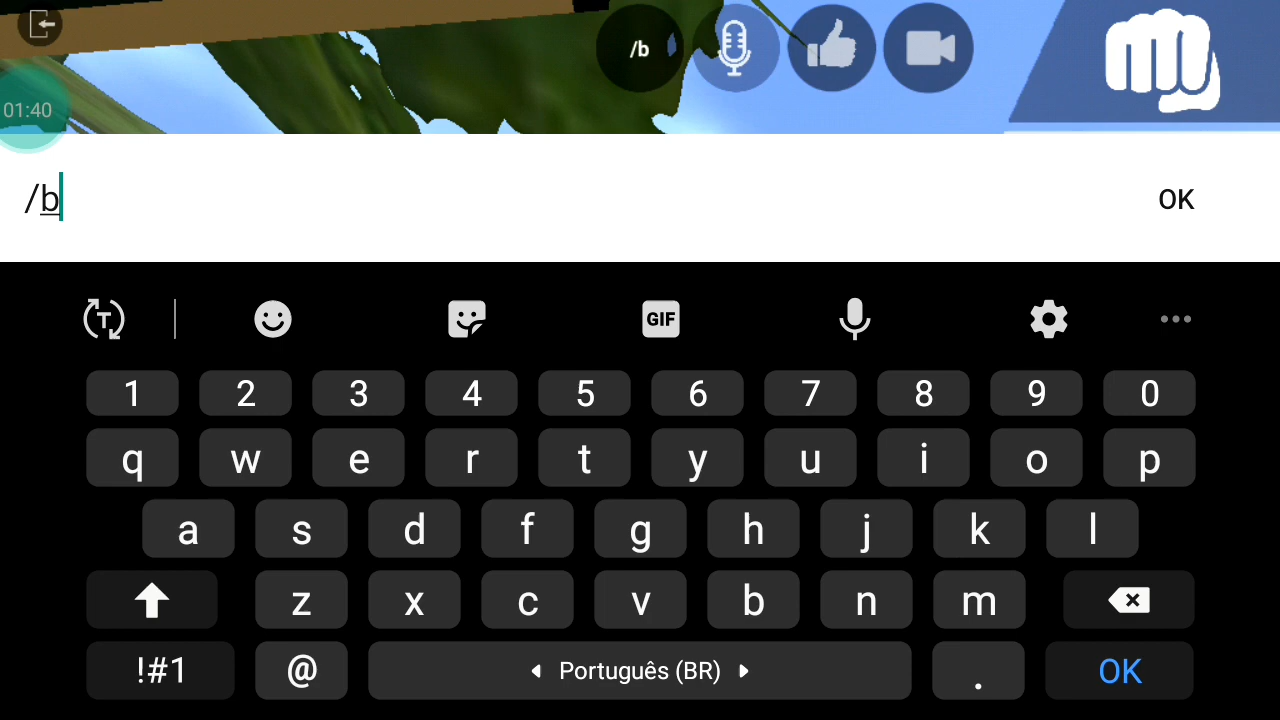 /b
01:40
/b
OK
GIF
1 2 3 4 5 6 7 8 9 0
q w e r t y u i o p
a s d f g h j k l
z x c v b n m
!#1 @ Português (BR) . OK